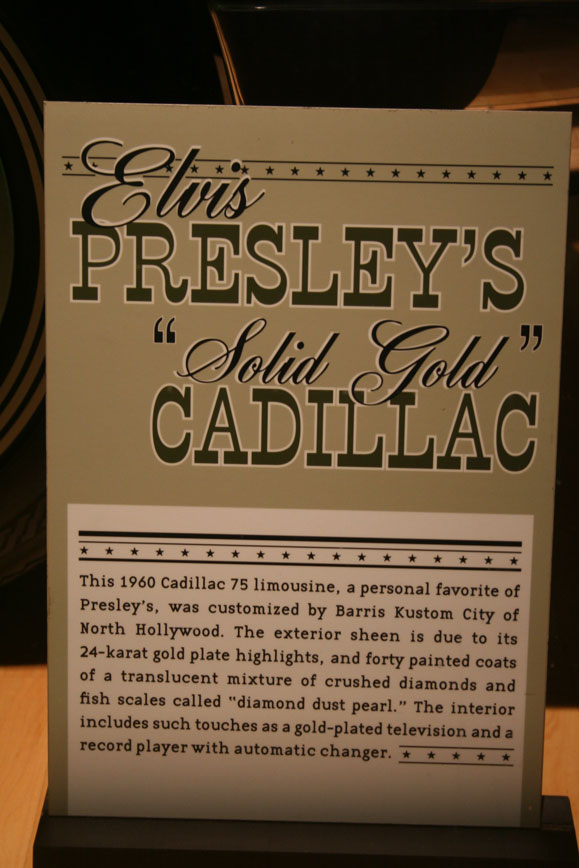 Elvis
PRESLEY'S
"Solid Gold"
CADILLAC
This 1960 Cadillac 75 limousine, a personal favorite of
Presley's, was customized by Barris Kustom City of
North Hollywood. The exterior sheen is due to its
24-karat gold plate highlights, and forty painted coats
of a translucent mixture of crushed diamonds and
fish scales called "diamond dust pearl." The interior
includes such touches as a gold-plated television and a
record player with automatic changer.